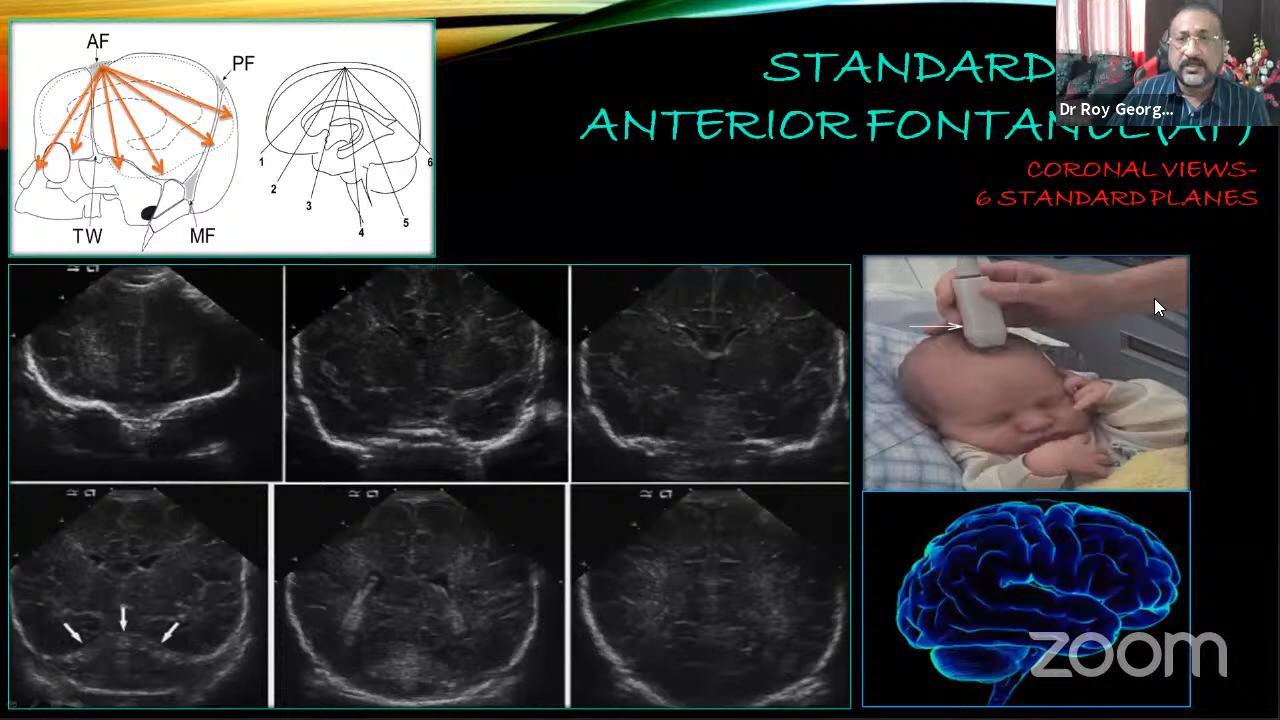 STANDARD
ANTERIOR FONTANELLE(AF)
CORONAL VIEWS-
6 STANDARD PLANES
Dr Roy Georg...
AF
PF
TW
MF
1
2
3
4
5
6
zoom